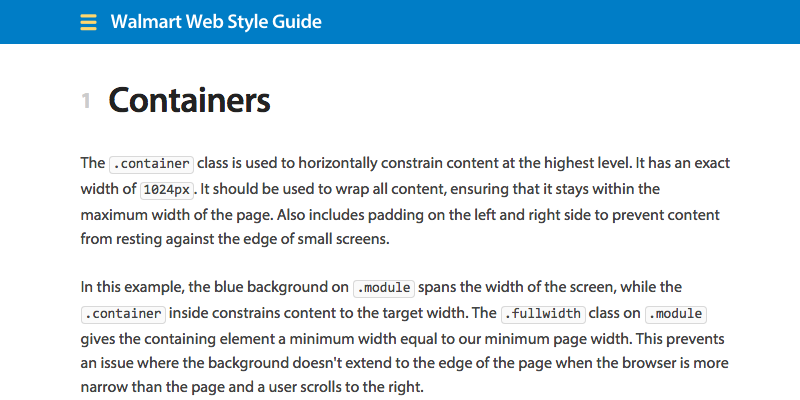 Walmart Web Style Guide
1 Containers
The .container class is used to horizontally constrain content at the highest level. It has an exact
width of 1024px. It should be used to wrap all content, ensuring that it stays within the
maximum width of the page. Also includes padding on the left and right side to prevent content
from resting against the edge of small screens.
In this example, the blue background on .module spans the width of the screen, while the
.container inside constrains content to the target width. The .fullwidth class on .module
gives the containing element a minimum width equal to our minimum page width. This prevents
an issue where the background doesn't extend to the edge of the page when the browser is more
narrow than the page and a user scrolls to the right.